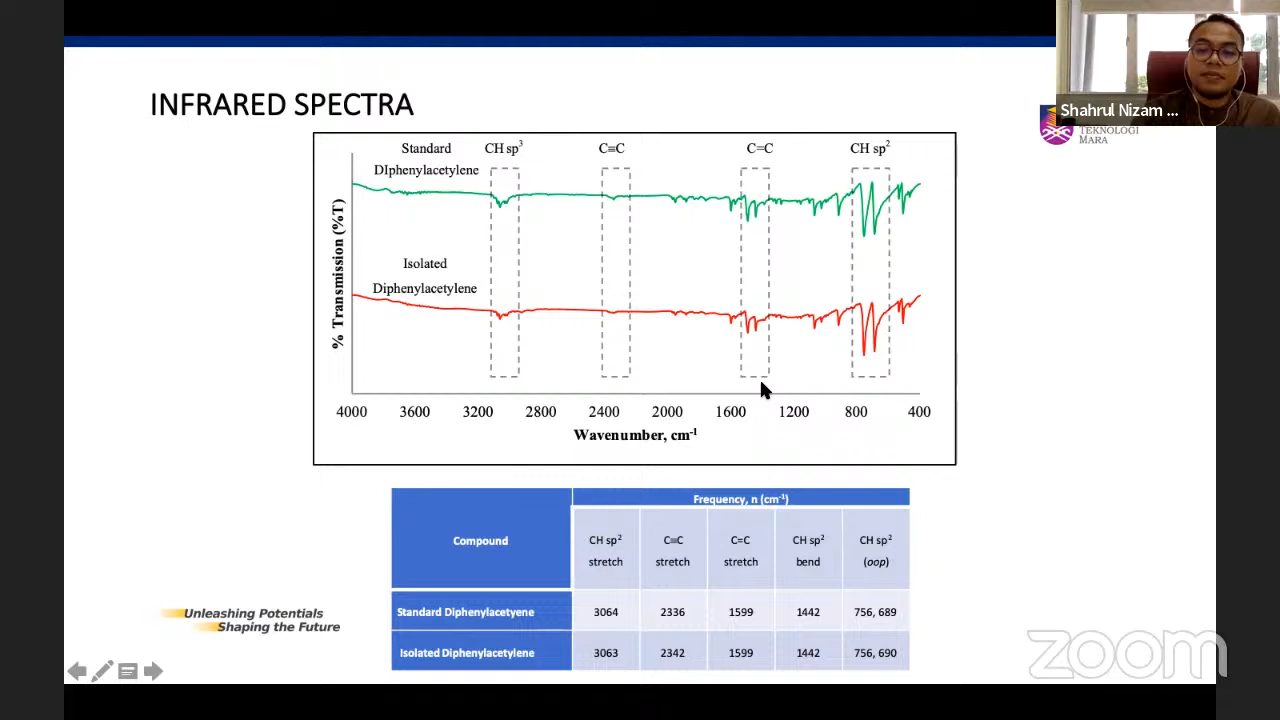 Shahrul Nizam ...
TEKNOLOGI
MARA
INFRARED SPECTRA
Standard
DIphenylacetylene
CH sp³
C≡C
C=C
CH sp²
Isolated
Diphenylacetylene
% Transmission (%T)
4000 3600 3200 2800 2400 2000 1600 1200 800 400
Wavenumber, cm⁻¹
Compound
Frequency, n (cm⁻¹)
CH sp² stretch
C≡C stretch
C=C stretch
CH sp² bend
CH sp² (oop)
Standard Diphenylacetyene 3064 2336 1599 1442 756, 689
Isolated Diphenylacetylene 3063 2342 1599 1442 756, 690
Unleashing Potentials
Shaping the Future
zoom